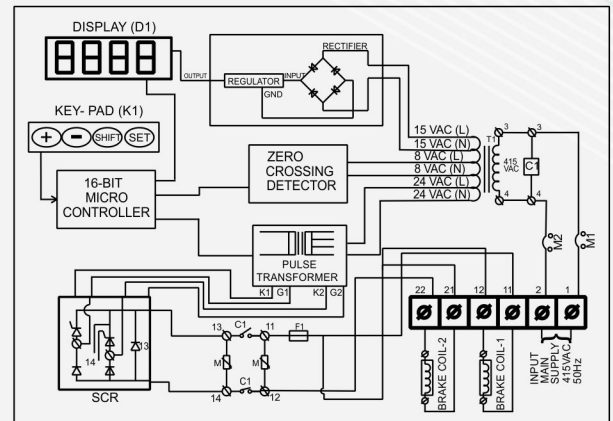 DISPLAY (D1)
8888
RECTIFIER
OUTPUT
REGULATOR
INPUT
GND
KEY- PAD (K1)
+ - SHIFT SET
15 VAC (L)
15 VAC (N)
8 VAC (L)
8 VAC (N)
24 VAC (L)
24 VAC (N)
T1
3
3
415
VAC
C1
4
4
ZERO
CROSSING
DETECTOR
16-BIT
MICRO
CONTROLLER
M2
M1
PULSE
TRANSFORMER
K1 G1 K2 G2
22 21 12 11 2 1
13 C1 11 F1
14
13
M
M
14 C1 12
SCR
BRAKE COIL-2
BRAKE COIL-1
INPUT
MAIN
SUPPLY
415VAC
50Hz